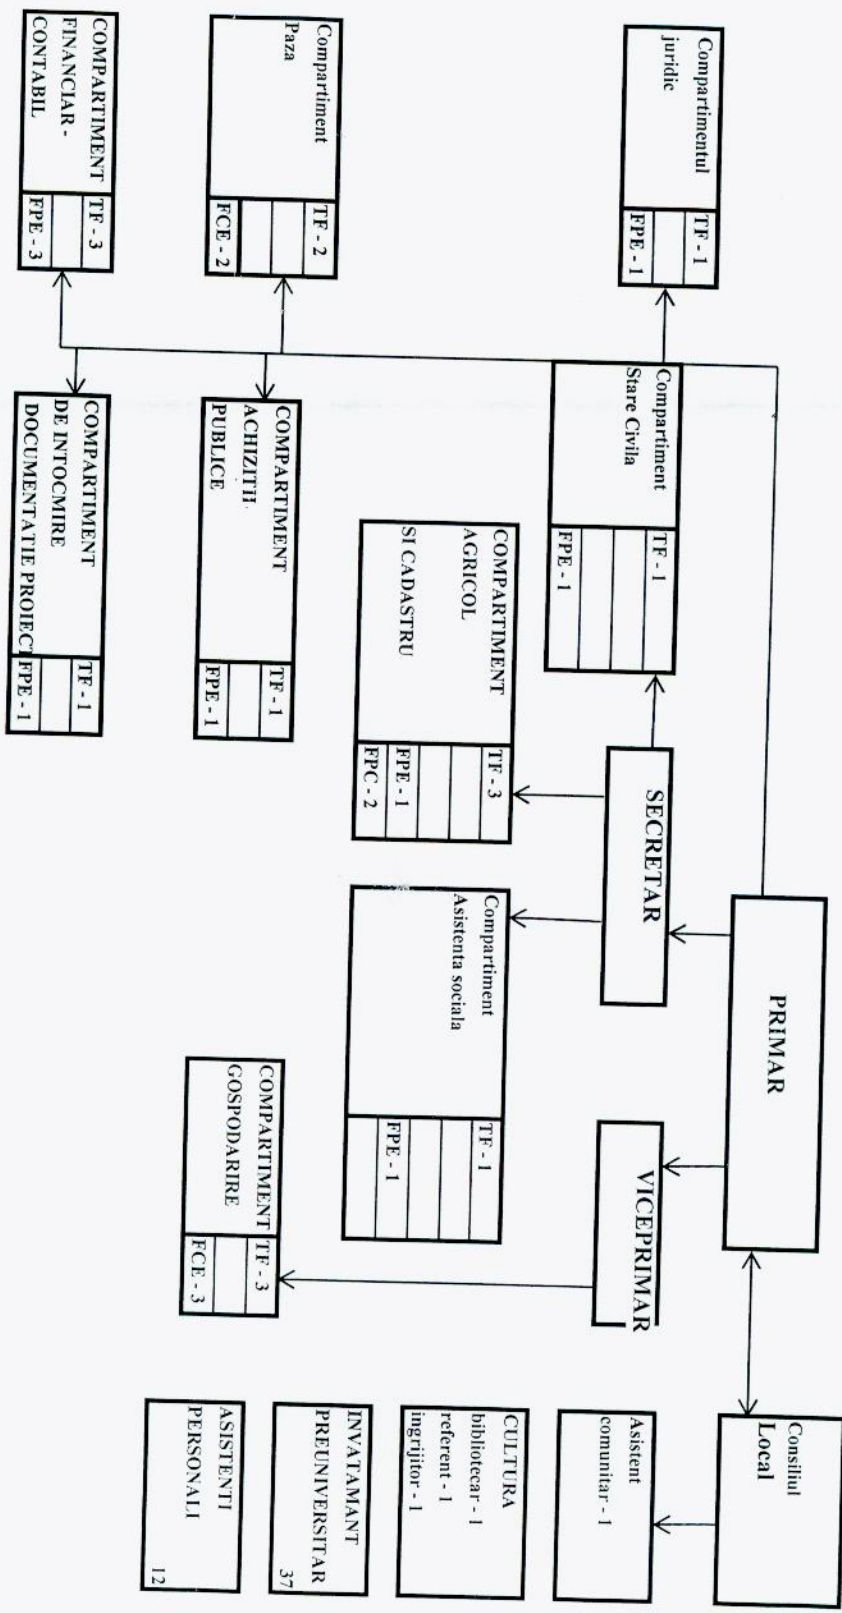 PRIMAR
Consiliul
Local
SECRETAR
VICEPRIMAR
Asistent
comunitar - 1
Compartimentul
juridic
TF - 1
FPE - 1
Compartiment
Stare Civila
TF - 1
FPE - 1
COMPARTIMENT
AGRICOL
SI CADASTRU
TF - 3
FPE - 1
FPC - 2
Compartiment
Asistenta sociala
TF - 1
FPE - 1
CULTURA
bibliotecar - 1
referent - 1
ingrijitor - 1
Compartiment
Paza
TF - 2
FCE - 2
COMPARTIMENT
ACHIZITII
PUBLICE
TF - 1
FPE - 1
COMPARTIMENT
GOSPODARIRE
TF - 3
FCE - 3
INVATAMANT
PREUNIVERSITAR
37
COMPARTIMENT
FINANCIAR -
CONTABIL
TF - 3
FPE - 3
COMPARTIMENT
DE INTOCMIRE
DOCUMENTATIE PROIECT
TF - 1
FPE - 1
ASISTENTI
PERSONALI
12